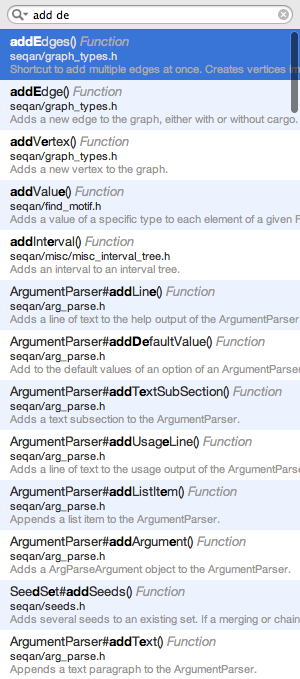 add de
addEdges() Function
seqan/graph_types.h
Shortcut to add multiple edges at once. Creates vertices im
addEdge() Function
seqan/graph_types.h
Adds a new edge to the graph, either with or without cargo.
addVertex() Function
seqan/graph_types.h
Adds a new vertex to the graph.
addValue() Function
seqan/find_motif.h
Adds a value of a specific type to each element of a given F
addInterval() Function
seqan/misc/misc_interval_tree.h
Adds an interval to an interval tree.
ArgumentParser#addLine() Function
seqan/arg_parse.h
Adds a line of text to the help output of the ArgumentParser
ArgumentParser#addDefaultValue() Function
seqan/arg_parse.h
Add to the default values of an option of an ArgumentParser
ArgumentParser#addTextSubSection() Function
seqan/arg_parse.h
Adds a text subsection to the ArgumentParser.
ArgumentParser#addUsageLine() Function
seqan/arg_parse.h
Adds a line of text to the usage output of the ArgumentParse
ArgumentParser#addListItem() Function
seqan/arg_parse.h
Appends a list item to the ArgumentParser.
ArgumentParser#addArgument() Function
seqan/arg_parse.h
Adds a ArgParseArgument object to the ArgumentParser.
SeedSet#addSeeds() Function
seqan/seeds.h
Adds several seeds to an existing set. If a merging or chain
ArgumentParser#addText() Function
seqan/arg_parse.h
Appends a text paragraph to the ArgumentParser.